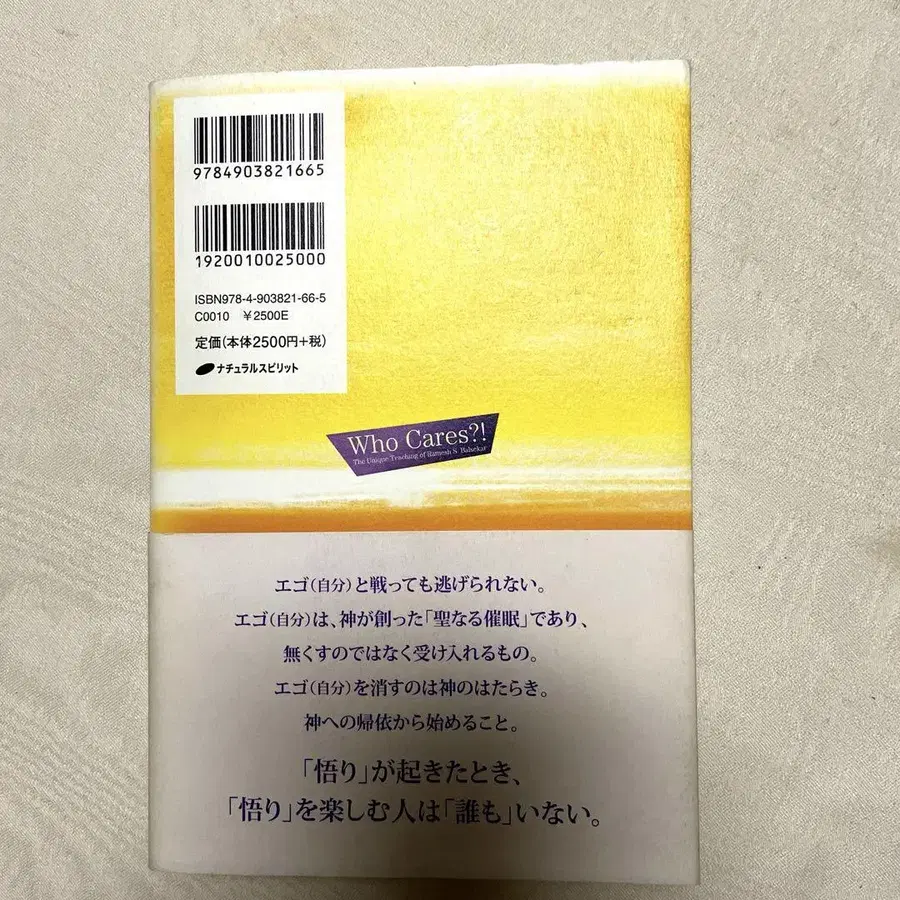 9784903821665
1920010025000
ISBN978-4-903821-66-5
C0010 ¥2500E
定価(本体2500円+税)
ナチュラルスピリット
Who Cares?!
The Unique Teaching of Ramesh S. Balsekar
エゴ(自分)と戦っても逃げられない。
エゴ(自分)は、神が創った「聖なる催眠」であり、
無くすのではなく受け入れるもの。
エゴ(自分)を消すのは神のはたらき。
神への帰依から始めること。
「悟り」が起きたとき、
「悟り」を楽しむ人は「誰も」いない。